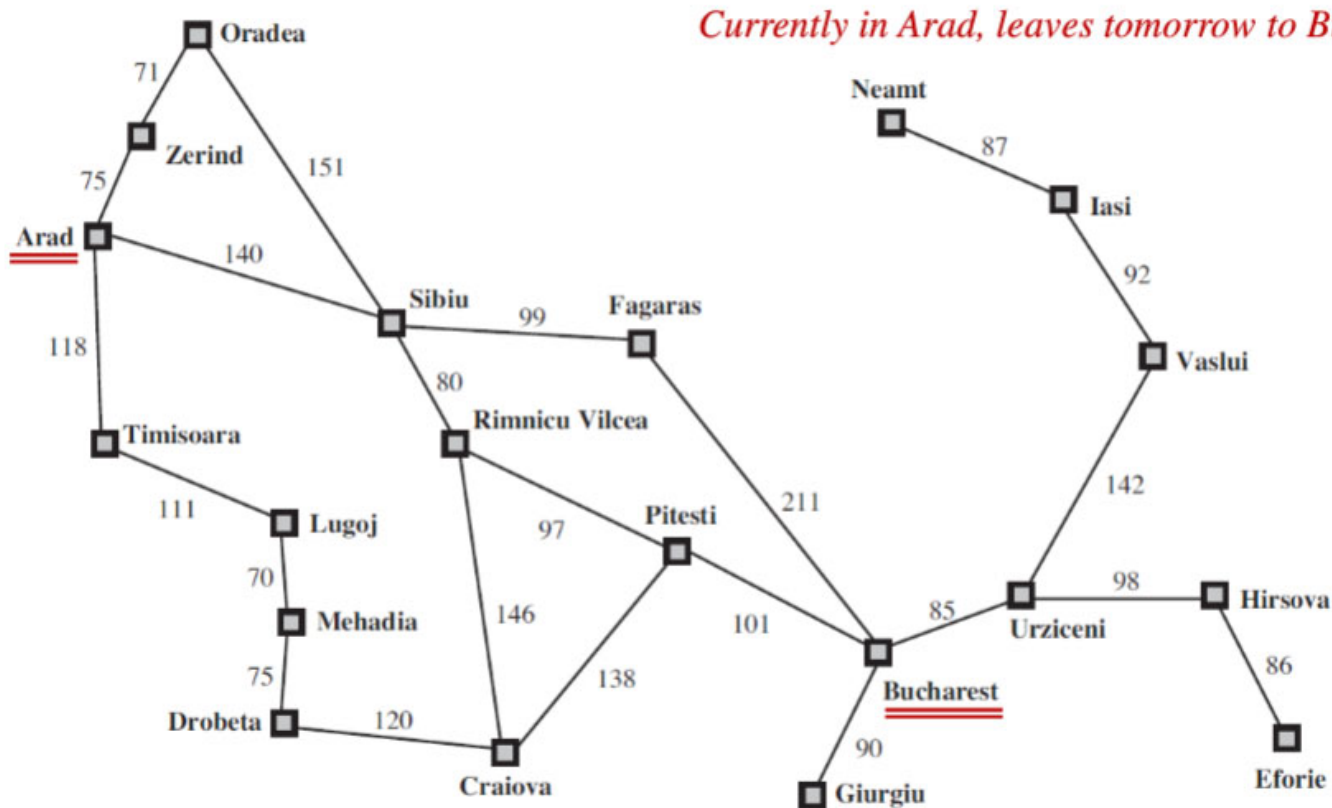 Currently in Arad, leaves tomorrow to
Oradea
Neamt
71
87
Zerind
151
Iasi
75
Arad
140
92
Sibiu
Fagaras
99
118
Vaslui
80
Rimnicu Vilcea
Timisoara
142
111
Pitesti
211
Lugoj
97
70
98
Hirsova
146
85
Mehadia
101
Urziceni
75
138
86
Bucharest
Drobeta
120
90
Eforie
Craiova
Giurgiu